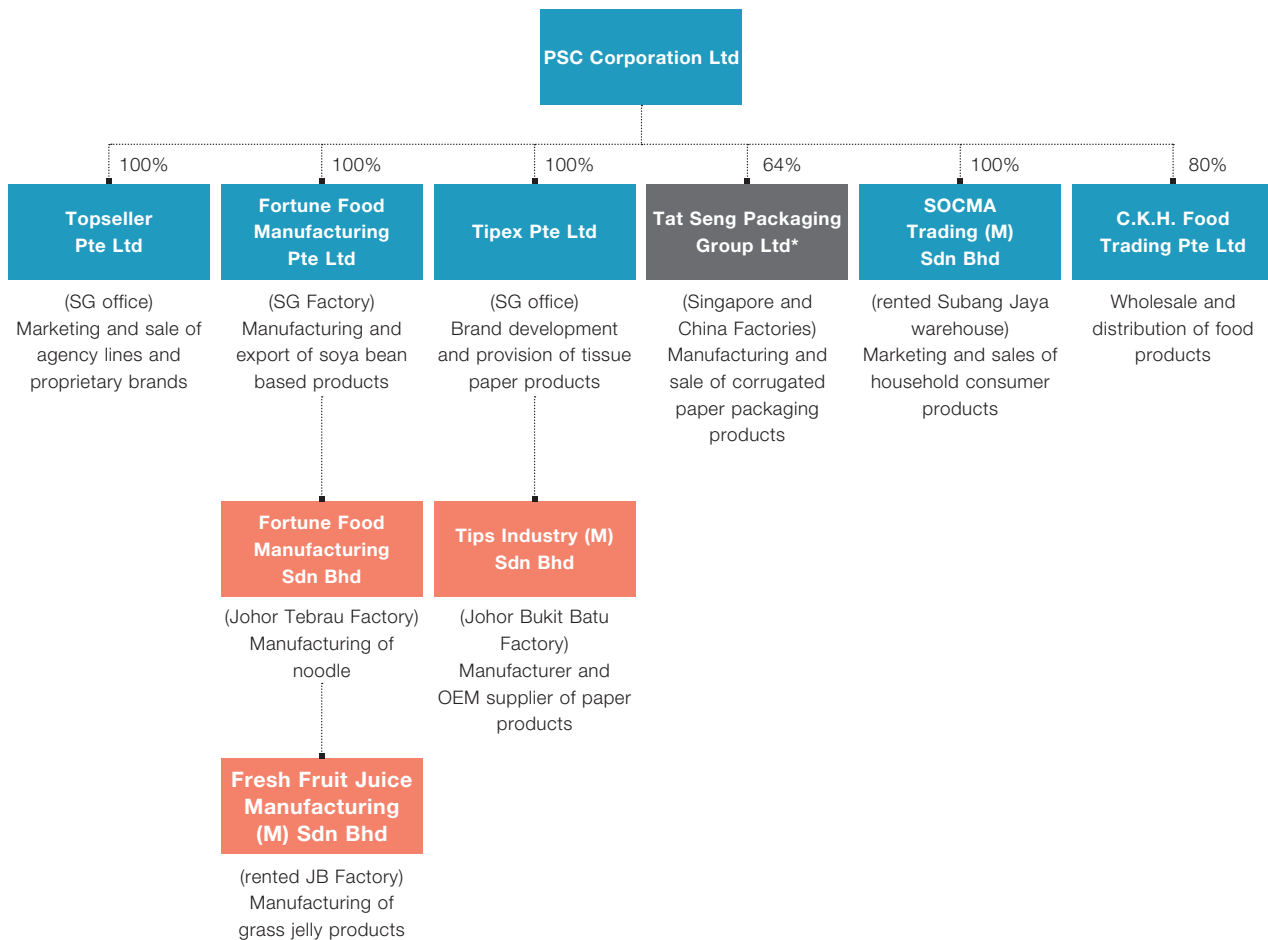 PSC Corporation Ltd
100%
Topseller
Pte Ltd
(SG office)
Marketing and sale of
agency lines and
proprietary brands
100%
Fortune Food
Manufacturing
Pte Ltd
(SG Factory)
Manufacturing and
export of soya bean
based products
Fortune Food
Manufacturing
Sdn Bhd
(Johor Tebrau Factory)
Manufacturing of
noodle
Fresh Fruit Juice
Manufacturing
(M) Sdn Bhd
(rented JB Factory)
Manufacturing of
grass jelly products
100%
Tipex Pte Ltd
(SG office)
Brand development
and provision of tissue
paper products
Tips Industry (M)
Sdn Bhd
(Johor Bukit Batu
Factory)
Manufacturer and
OEM supplier of paper
products
64%
Tat Seng Packaging
Group Ltd*
(Singapore and
China Factories)
Manufacturing and
sale of corrugated
paper packaging
products
100%
SOCMA
Trading (M)
Sdn Bhd
(rented Subang Jaya
warehouse)
Marketing and sales of
household consumer
products
80%
C.K.H. Food
Trading Pte Ltd
Wholesale and
distribution of food
products